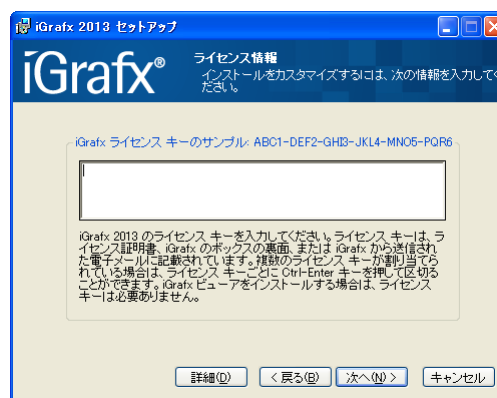 iGrafx 2013 セットアップ
iGrafx®
ライセンス情報
インストールをカスタマイズするには、次の情報を入力してく
ださい。
iGrafx ライセンス キーのサンプル: ABC1-DEF2-GHI3-JKL4-MNO5-PQR6
iGrafx 2013 のライセンス キーを入力してください。ライセンス キーは、ラ
イセンス証明書、iGrafx のボックスの裏面、または iGrafx から送信され
た電子メールに記載されています。複数のライセンス キーが割り当てら
れている場合は、ライセンス キーごとに Ctrl-Enter キーを押して区切る
ことができます。iGrafx ビューアをインストールする場合は、ライセンス
キーは必要ありません。
詳細(D) < 戻る(B) 次へ(N) > キャンセル